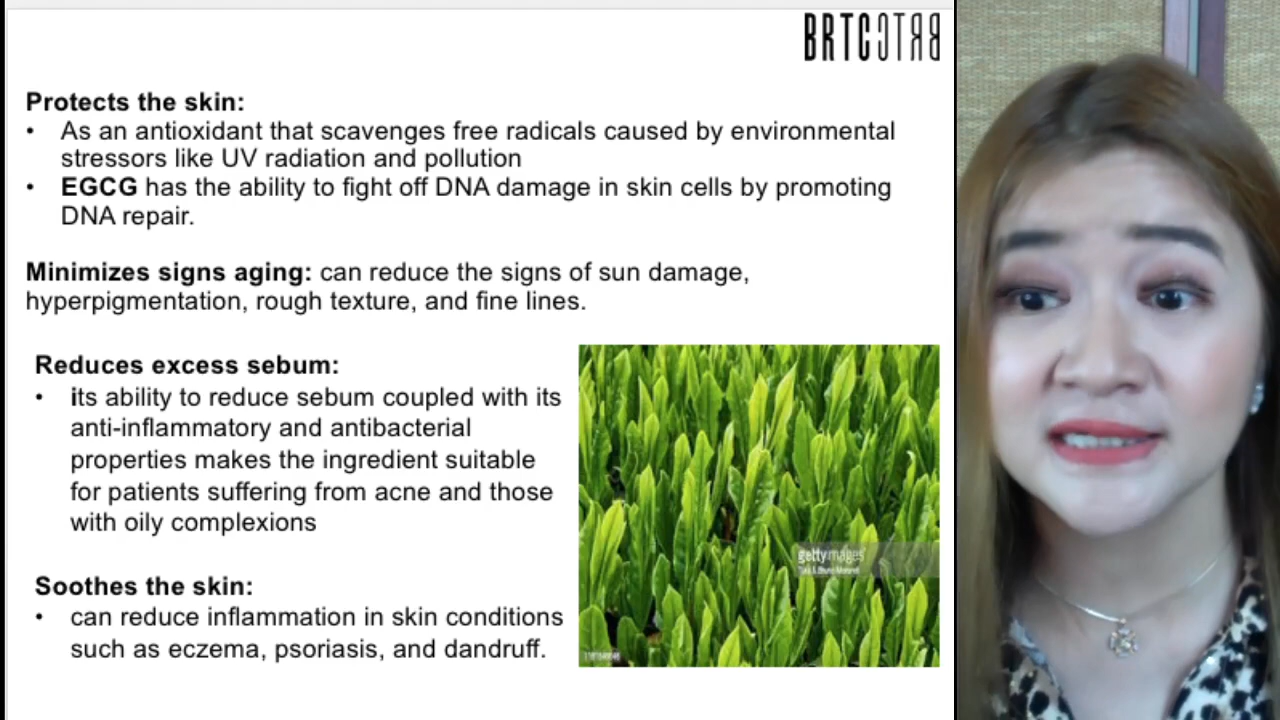 BRTC
Protects the skin:
• As an antioxidant that scavenges free radicals caused by environmental
stressors like UV radiation and pollution
• EGCG has the ability to fight off DNA damage in skin cells by promoting
DNA repair.
Minimizes signs aging: can reduce the signs of sun damage,
hyperpigmentation, rough texture, and fine lines.
Reduces excess sebum:
• its ability to reduce sebum coupled with its
anti-inflammatory and antibacterial
properties makes the ingredient suitable
for patients suffering from acne and those
with oily complexions
gettyimages
Soothes the skin:
• can reduce inflammation in skin conditions
such as eczema, psoriasis, and dandruff.